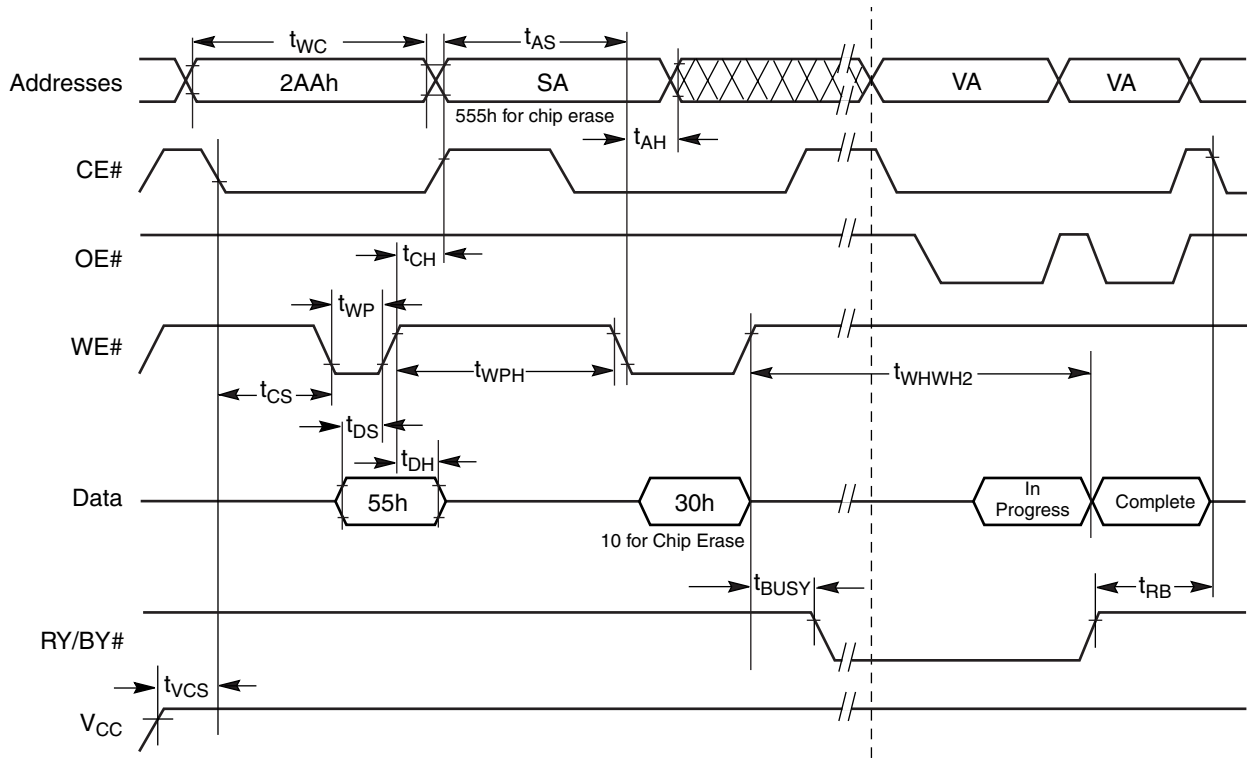 tWC
tAS
Addresses
2AAh
SA
VA
VA
555h for chip erase
tAH
CE#
OE#
tCH
tWP
WE#
tWPH
tWHWH2
tCS
tDS
tDH
Data
55h
30h
In
Progress
Complete
10 for Chip Erase
tBUSY
tRB
RY/BY#
tVCS
VCC